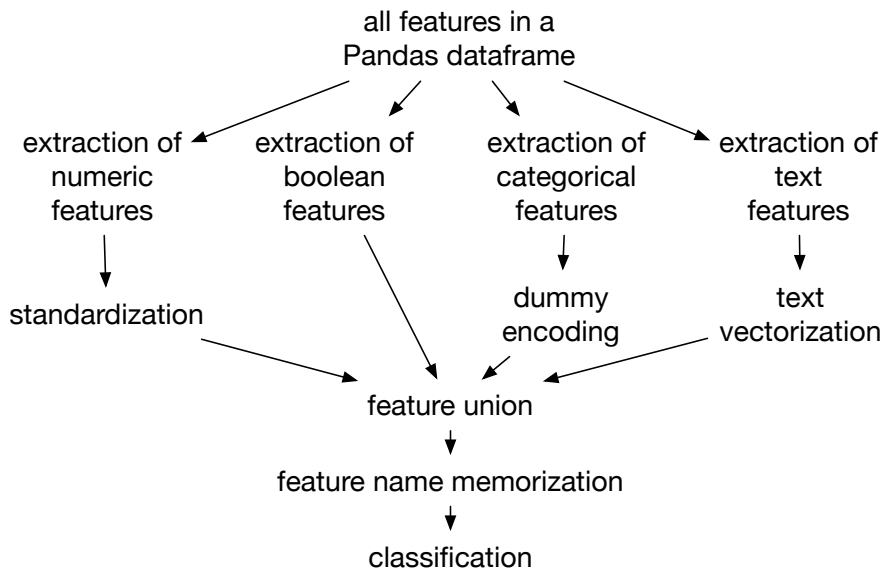 all features in a
Pandas dataframe
extraction of
numeric
features
extraction of
boolean
features
extraction of
categorical
features
extraction of
text
features
standardization
dummy
encoding
text
vectorization
feature union
feature name memorization
classification